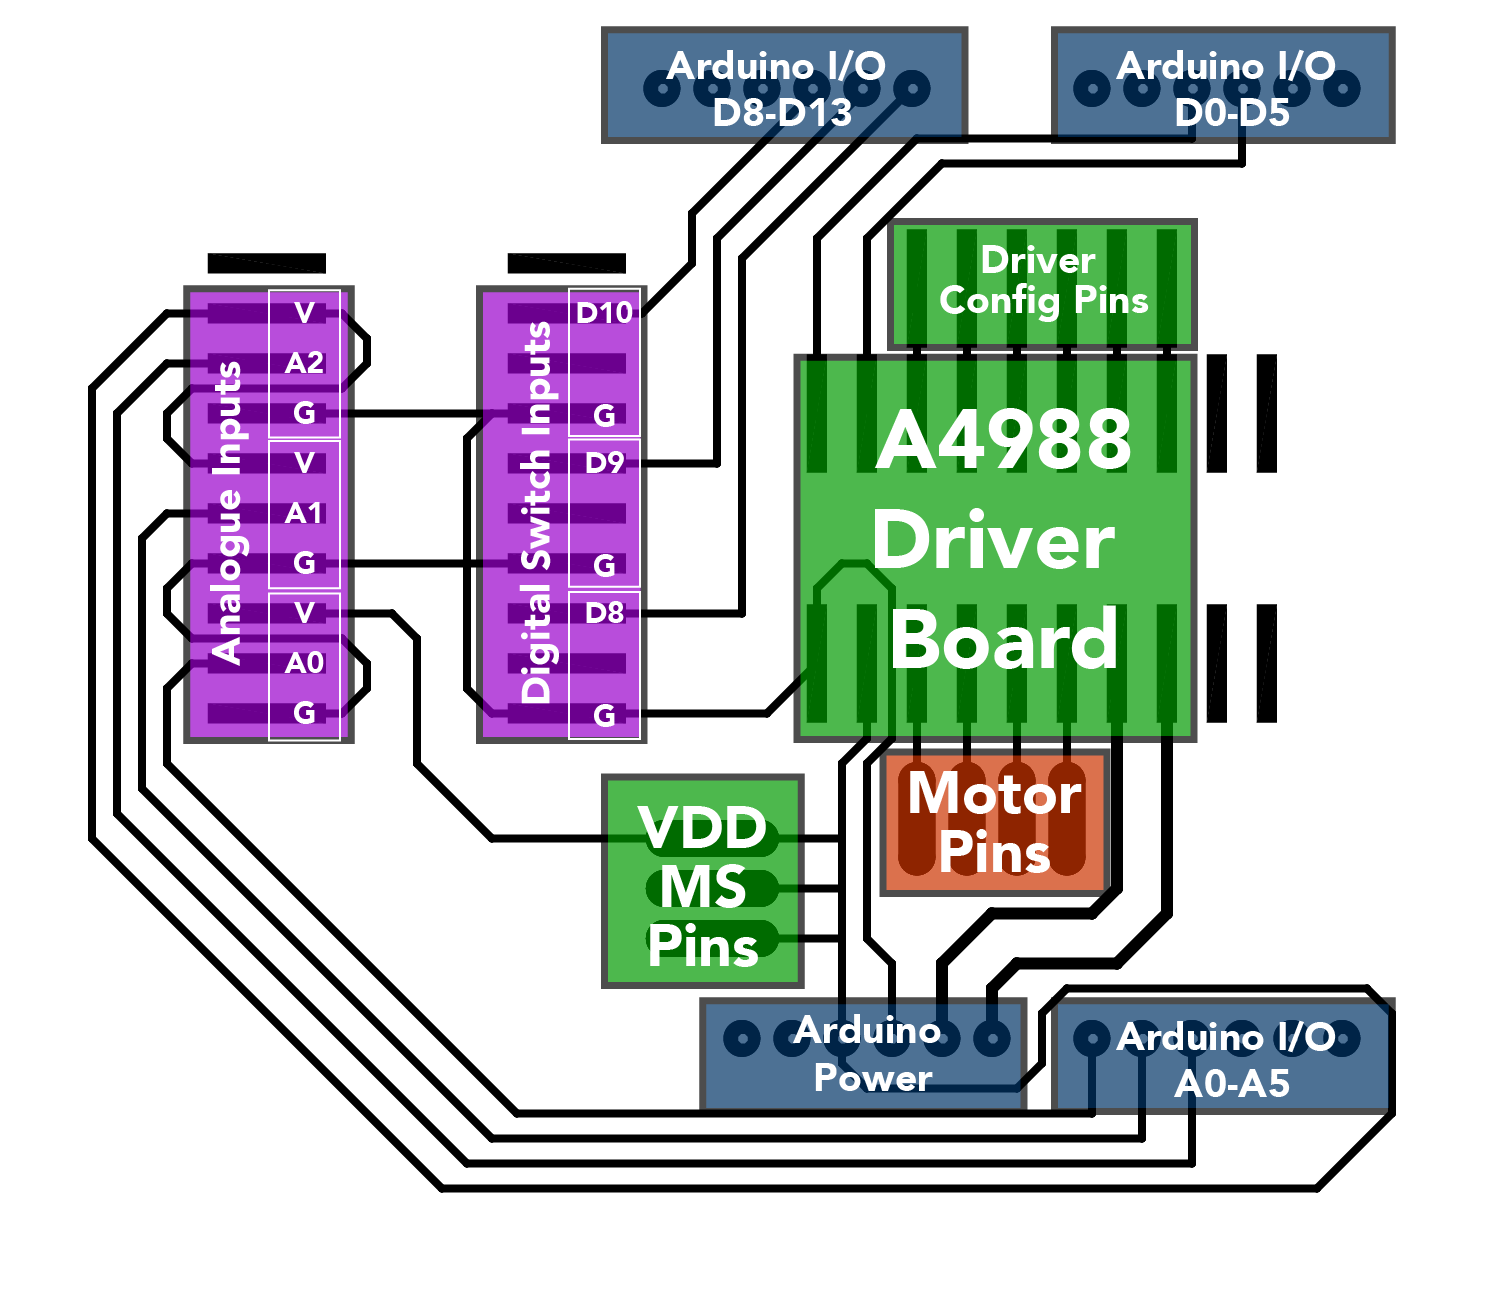 Arduino I/O
D8-D13
Arduino I/O
D0-D5
Driver
Config Pins
Analogue Inputs
V
A2
G
V
A1
G
V
A0
G
Digital Switch Inputs
D10
G
D9
G
D8
G
A4988
Driver
Board
VDD
MS
Pins
Motor
Pins
Arduino
Power
Arduino I/O
A0-A5